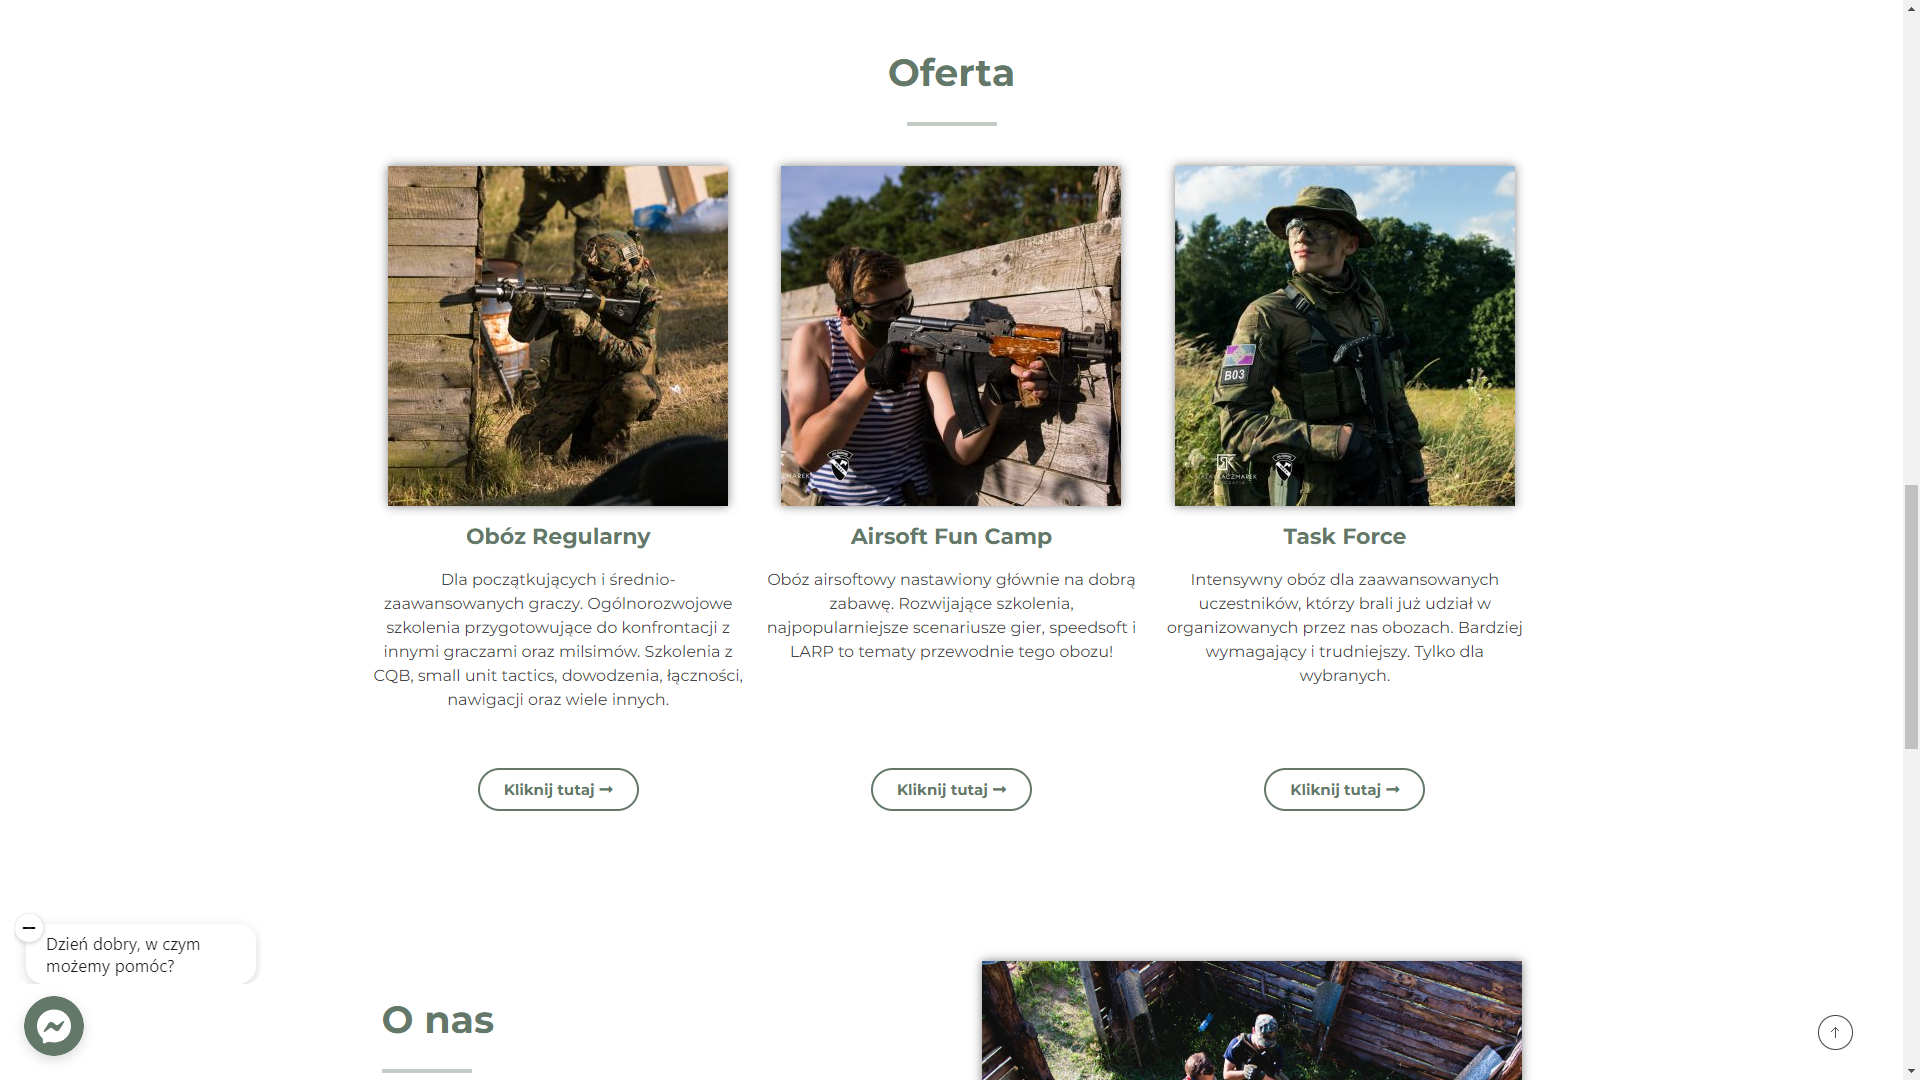 Oferta
B03
Obóz Regularny
Dla początkujących i średnio-
zaawansowanych graczy. Ogólnorozwojowe
szkolenia przygotowujące do konfrontacji z
innymi graczami oraz milsimów. Szkolenia z
CQB, small unit tactics, dowodzenia, łączności,
nawigacji oraz wiele innych.
Kliknij tutaj
Airsoft Fun Camp
Obóz airsoftowy nastawiony głównie na dobrą
zabawę. Rozwijające szkolenia,
najpopularniejsze scenariusze gier, speedsoft i
LARP to tematy przewodnie tego obozu!
Kliknij tutaj
Task Force
Intensywny obóz dla zaawansowanych
uczestników, którzy brali już udział w
organizowanych przez nas obozach. Bardziej
wymagający i trudniejszy. Tylko dla
wybranych.
Kliknij tutaj
Dzień dobry, w czym
możemy pomóc?
O nas